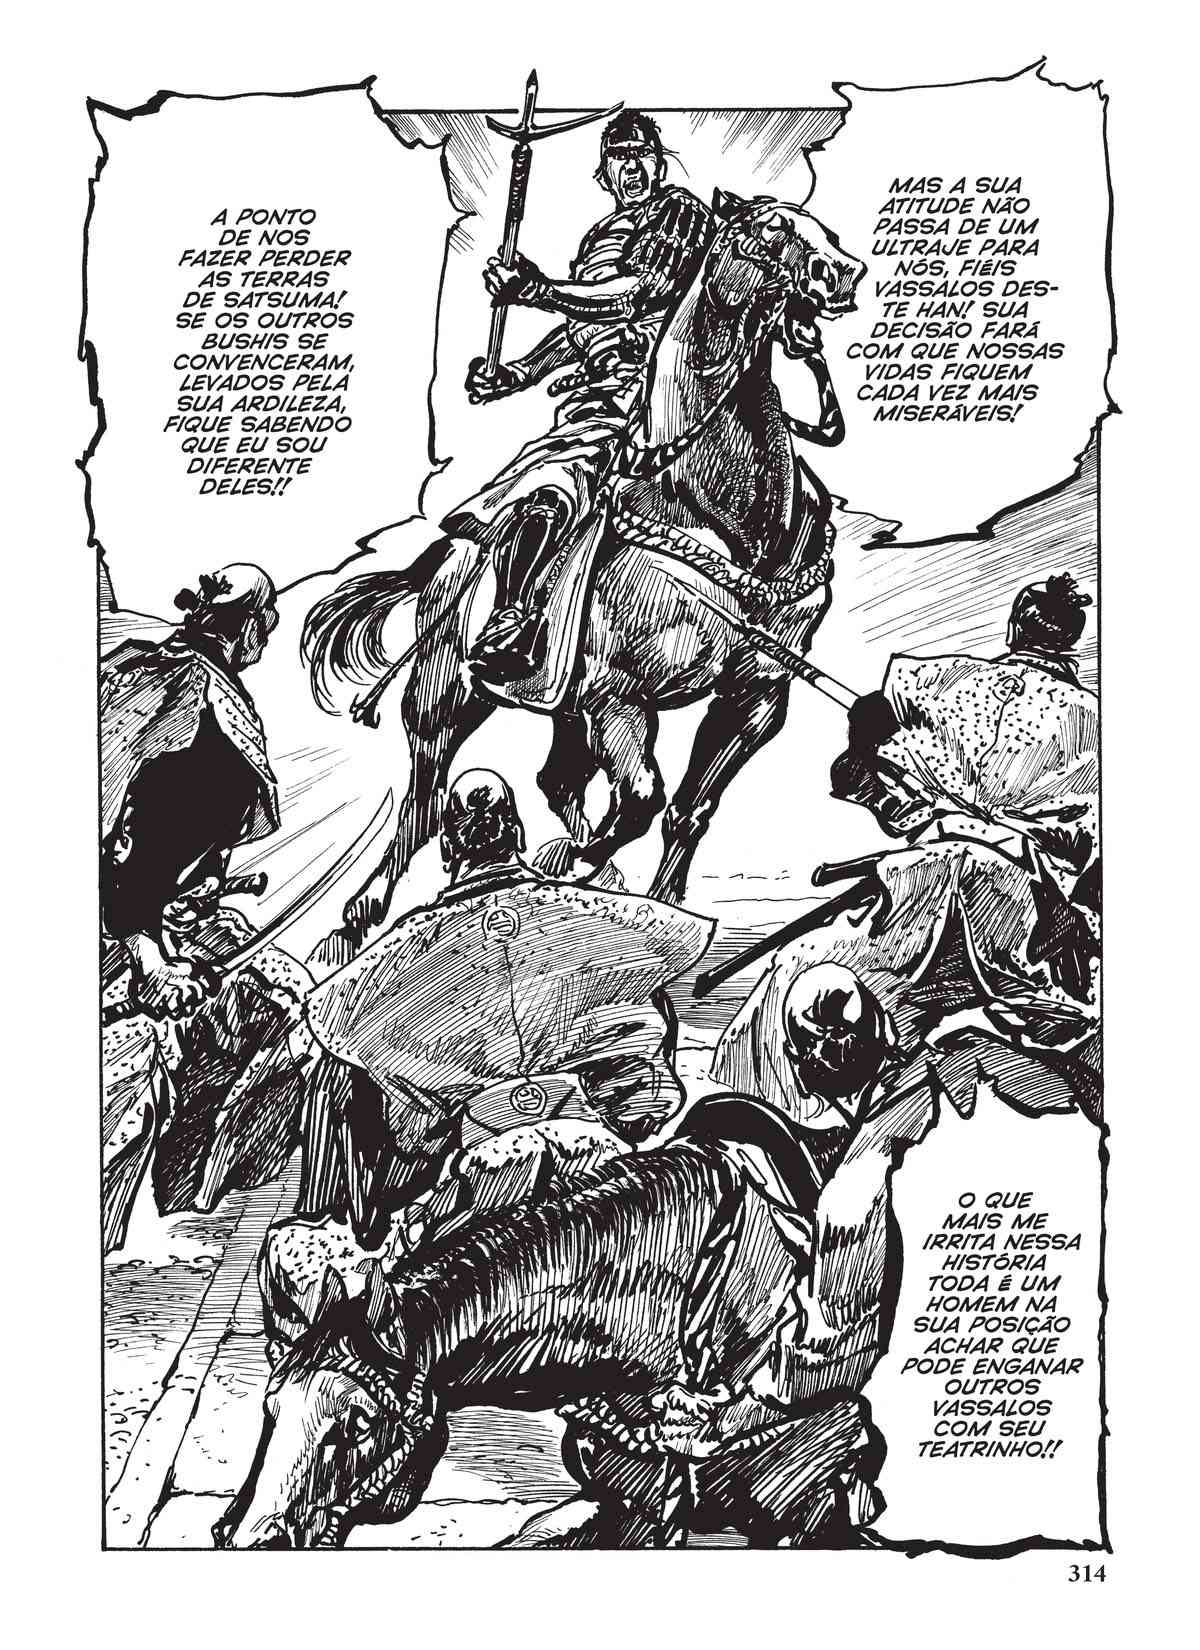 MAS A SUA
ATITUDE NÃO
PASSA DE UM
ULTRAJE PARA
NÓS, FIÉIS
VASSALOS DES-
TE HAN! SUA
DECISÃO FARÁ
COM QUE NOSSAS
VIDAS FIQUEM
CADA VEZ MAIS
MISERÁVEIS!
A PONTO
DE NOS
FAZER PERDER
AS TERRAS
DE SATSUMA!
SE OS OUTROS
BUSHIS SE
CONVENCERAM,
LEVADOS PELA
SUA ARDILEZA,
FIQUE SABENDO
QUE EU SOU
DIFERENTE
DELES!!
O QUE
MAIS ME
IRRITA NESSA
HISTÓRIA
TODA É UM
HOMEM NA
SUA POSIÇÃO
ACHAR QUE
PODE ENGANAR
OUTROS
VASSALOS
COM SEU
TEATRINHO!!
314